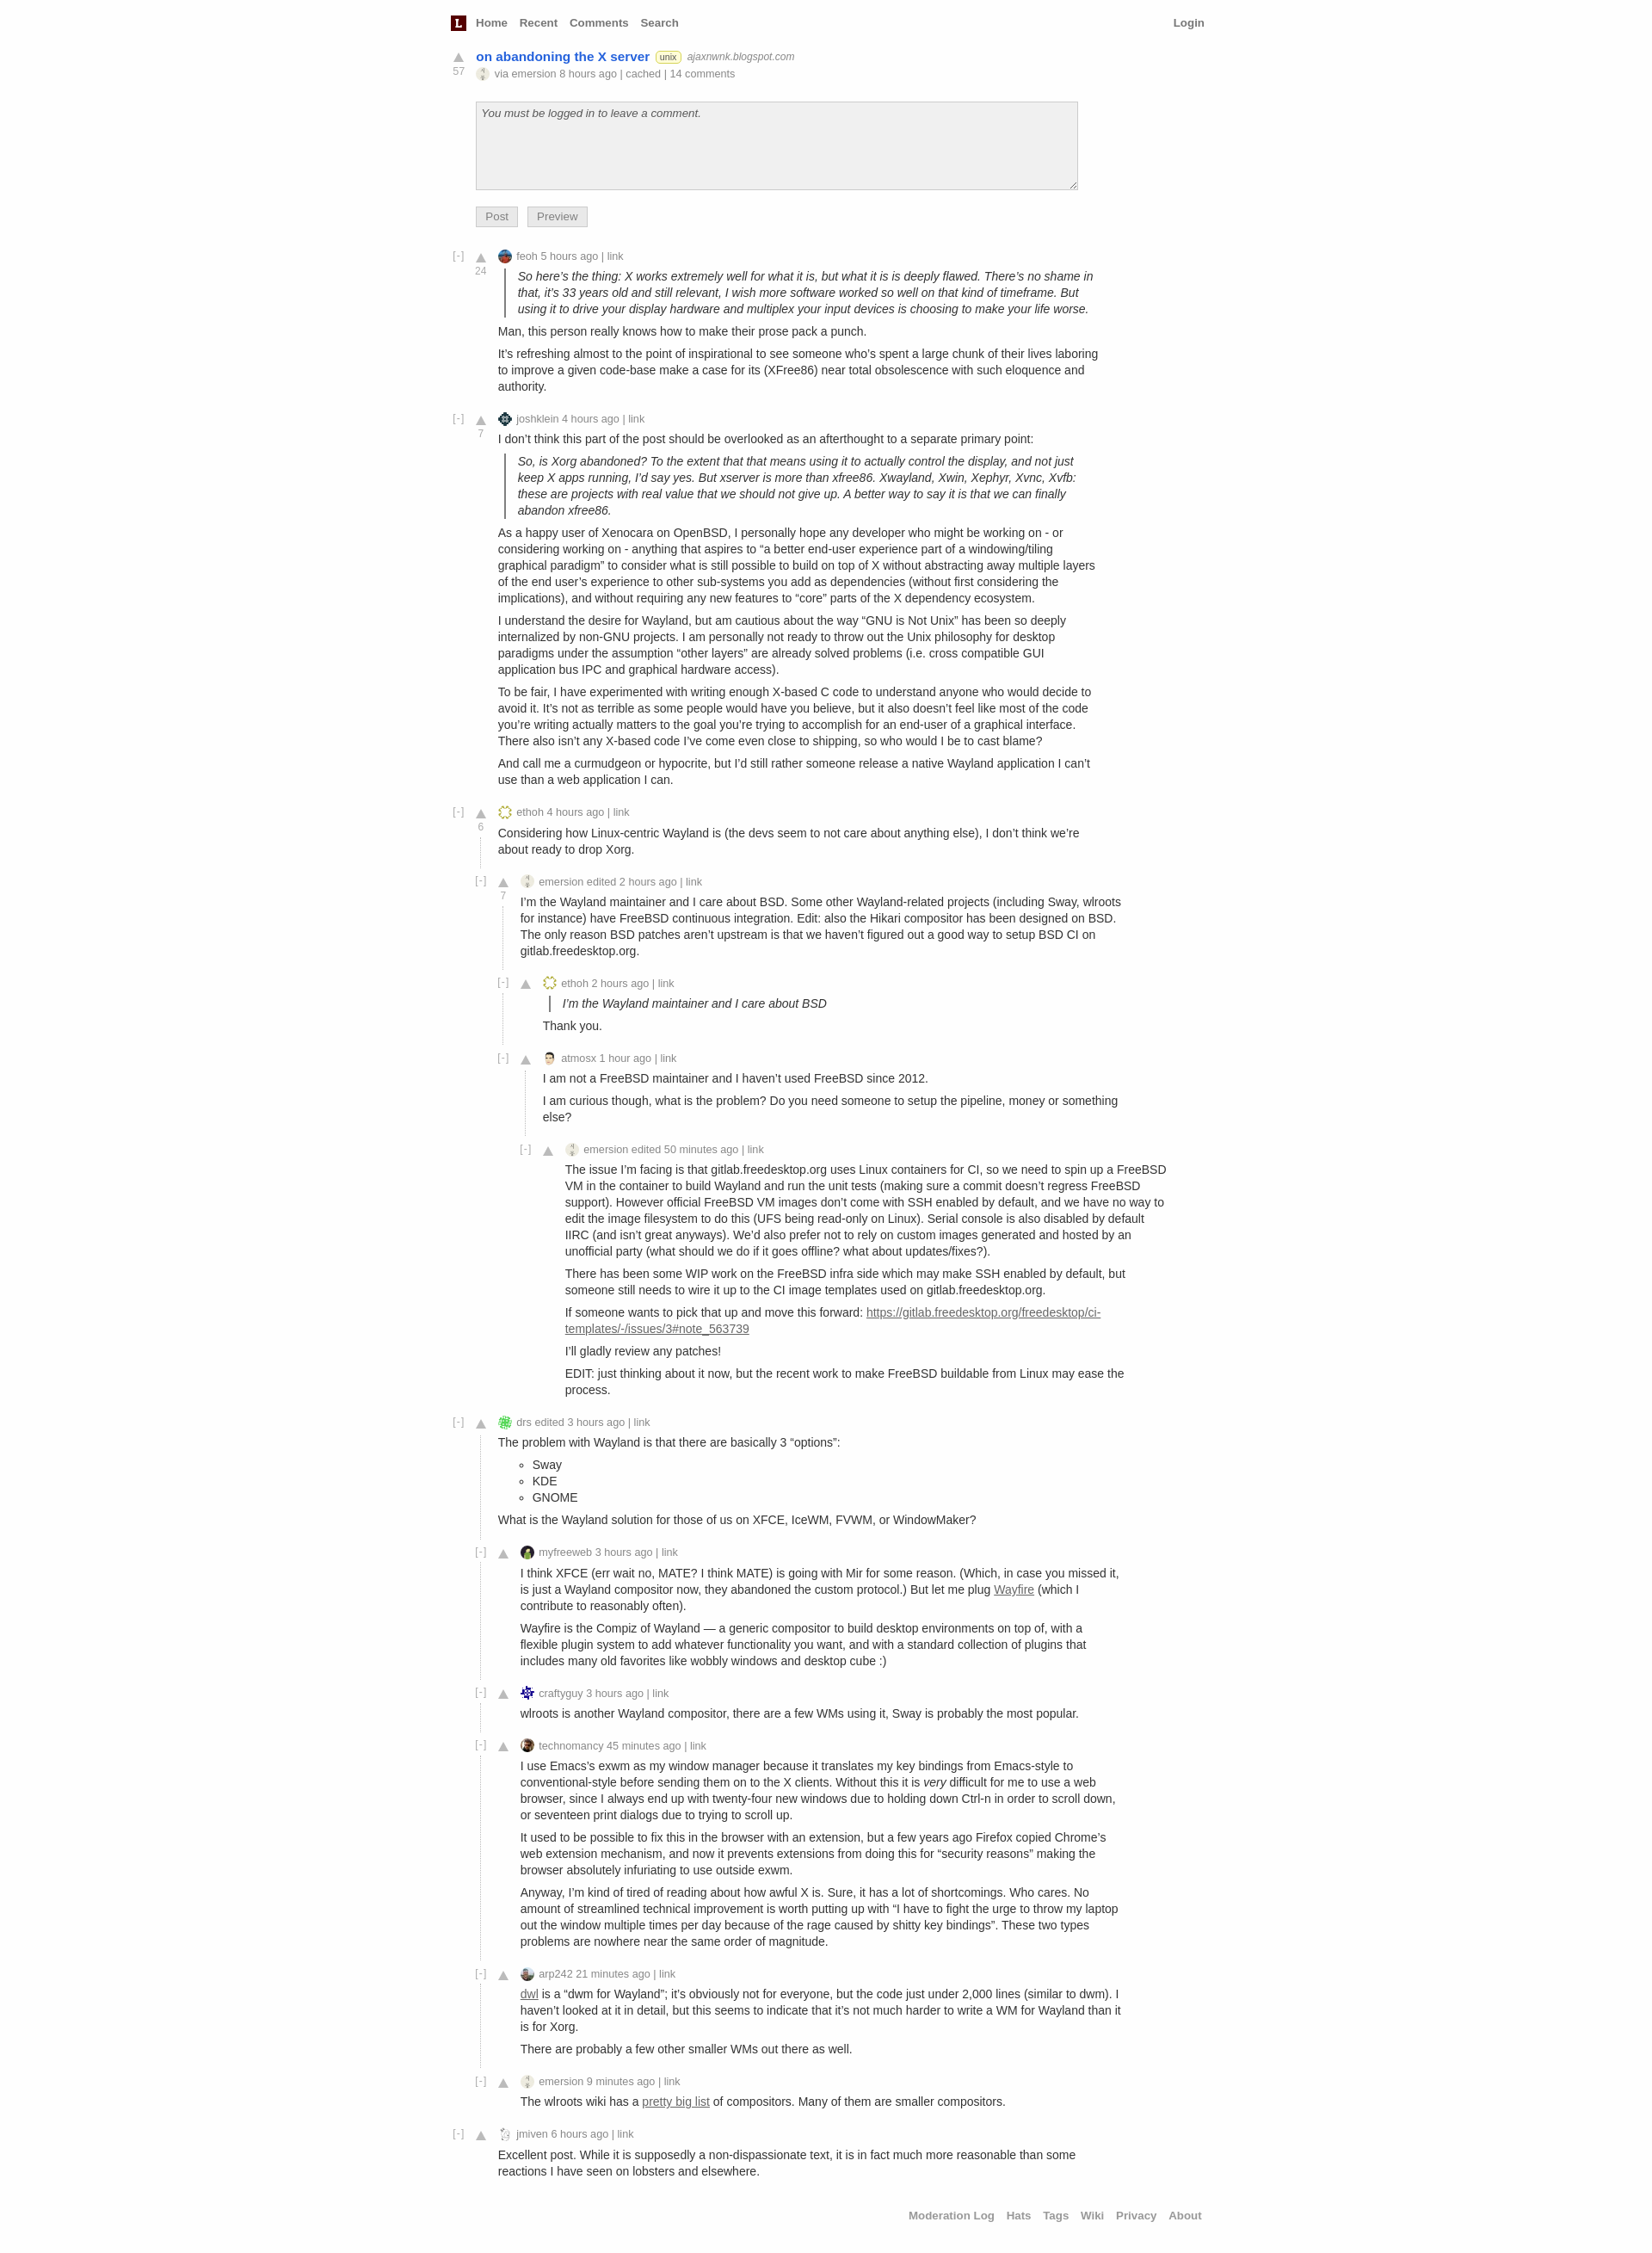 L Home Recent Comments Search Login
on abandoning the X server unix ajaxnwnk.blogspot.com
57
via emersion 8 hours ago | cached | 14 comments
You must be logged in to leave a comment.
Post Preview
[-] feoh 5 hours ago | link
24
So here’s the thing: X works extremely well for what it is, but what it is is deeply flawed. There’s no shame in
that, it’s 33 years old and still relevant, I wish more software worked so well on that kind of timeframe. But
using it to drive your display hardware and multiplex your input devices is choosing to make your life worse.
Man, this person really knows how to make their prose pack a punch.
It’s refreshing almost to the point of inspirational to see someone who’s spent a large chunk of their lives laboring
to improve a given code-base make a case for its (XFree86) near total obsolescence with such eloquence and
authority.
[-] joshklein 4 hours ago | link
7
I don’t think this part of the post should be overlooked as an afterthought to a separate primary point:
So, is Xorg abandoned? To the extent that that means using it to actually control the display, and not just
keep X apps running, I’d say yes. But xserver is more than xfree86. Xwayland, Xwin, Xephyr, Xvnc, Xvfb:
these are projects with real value that we should not give up. A better way to say it is that we can finally
abandon xfree86.
As a happy user of Xenocara on OpenBSD, I personally hope any developer who might be working on - or
considering working on - anything that aspires to “a better end-user experience part of a windowing/tiling
graphical paradigm” to consider what is still possible to build on top of X without abstracting away multiple layers
of the end user’s experience to other sub-systems you add as dependencies (without first considering the
implications), and without requiring any new features to “core” parts of the X dependency ecosystem.
I understand the desire for Wayland, but am cautious about the way “GNU is Not Unix” has been so deeply
internalized by non-GNU projects. I am personally not ready to throw out the Unix philosophy for desktop
paradigms under the assumption “other layers” are already solved problems (i.e. cross compatible GUI
application bus IPC and graphical hardware access).
To be fair, I have experimented with writing enough X-based C code to understand anyone who would decide to
avoid it. It’s not as terrible as some people would have you believe, but it also doesn’t feel like most of the code
you’re writing actually matters to the goal you’re trying to accomplish for an end-user of a graphical interface.
There also isn’t any X-based code I’ve come even close to shipping, so who would I be to cast blame?
And call me a curmudgeon or hypocrite, but I’d still rather someone release a native Wayland application I can’t
use than a web application I can.
[-] ethoh 4 hours ago | link
6
Considering how Linux-centric Wayland is (the devs seem to not care about anything else), I don’t think we’re
about ready to drop Xorg.
[-] emersion edited 2 hours ago | link
7
I’m the Wayland maintainer and I care about BSD. Some other Wayland-related projects (including Sway, wlroots
for instance) have FreeBSD continuous integration. Edit: also the Hikari compositor has been designed on BSD.
The only reason BSD patches aren’t upstream is that we haven’t figured out a good way to setup BSD CI on
gitlab.freedesktop.org.
[-] ethoh 2 hours ago | link
I’m the Wayland maintainer and I care about BSD
Thank you.
[-] atmosx 1 hour ago | link
I am not a FreeBSD maintainer and I haven’t used FreeBSD since 2012.
I am curious though, what is the problem? Do you need someone to setup the pipeline, money or something
else?
[-] emersion edited 50 minutes ago | link
The issue I’m facing is that gitlab.freedesktop.org uses Linux containers for CI, so we need to spin up a FreeBSD
VM in the container to build Wayland and run the unit tests (making sure a commit doesn’t regress FreeBSD
support). However official FreeBSD VM images don’t come with SSH enabled by default, and we have no way to
edit the image filesystem to do this (UFS being read-only on Linux). Serial console is also disabled by default
IIRC (and isn’t great anyways). We’d also prefer not to rely on custom images generated and hosted by an
unofficial party (what should we do if it goes offline? what about updates/fixes?).
There has been some WIP work on the FreeBSD infra side which may make SSH enabled by default, but
someone still needs to wire it up to the CI image templates used on gitlab.freedesktop.org.
If someone wants to pick that up and move this forward: https://gitlab.freedesktop.org/freedesktop/ci-
templates/-/issues/3#note_563739
I’ll gladly review any patches!
EDIT: just thinking about it now, but the recent work to make FreeBSD buildable from Linux may ease the
process.
[-] drs edited 3 hours ago | link
The problem with Wayland is that there are basically 3 “options”:
Sway
KDE
GNOME
What is the Wayland solution for those of us on XFCE, IceWM, FVWM, or WindowMaker?
[-] myfreeweb 3 hours ago | link
I think XFCE (err wait no, MATE? I think MATE) is going with Mir for some reason. (Which, in case you missed it,
is just a Wayland compositor now, they abandoned the custom protocol.) But let me plug Wayfire (which I
contribute to reasonably often).
Wayfire is the Compiz of Wayland — a generic compositor to build desktop environments on top of, with a
flexible plugin system to add whatever functionality you want, and with a standard collection of plugins that
includes many old favorites like wobbly windows and desktop cube :)
[-] craftyguy 3 hours ago | link
wlroots is another Wayland compositor, there are a few WMs using it, Sway is probably the most popular.
[-] technomancy 45 minutes ago | link
I use Emacs’s exwm as my window manager because it translates my key bindings from Emacs-style to
conventional-style before sending them on to the X clients. Without this it is very difficult for me to use a web
browser, since I always end up with twenty-four new windows due to holding down Ctrl-n in order to scroll down,
or seventeen print dialogs due to trying to scroll up.
It used to be possible to fix this in the browser with an extension, but a few years ago Firefox copied Chrome’s
web extension mechanism, and now it prevents extensions from doing this for “security reasons” making the
browser absolutely infuriating to use outside exwm.
Anyway, I’m kind of tired of reading about how awful X is. Sure, it has a lot of shortcomings. Who cares. No
amount of streamlined technical improvement is worth putting up with “I have to fight the urge to throw my laptop
out the window multiple times per day because of the rage caused by shitty key bindings”. These two types
problems are nowhere near the same order of magnitude.
[-] arp242 21 minutes ago | link
dwl is a “dwm for Wayland”; it’s obviously not for everyone, but the code just under 2,000 lines (similar to dwm). I
haven’t looked at it in detail, but this seems to indicate that it’s not much harder to write a WM for Wayland than it
is for Xorg.
There are probably a few other smaller WMs out there as well.
[-] emersion 9 minutes ago | link
The wlroots wiki has a pretty big list of compositors. Many of them are smaller compositors.
[-] jmiven 6 hours ago | link
Excellent post. While it is supposedly a non-dispassionate text, it is in fact much more reasonable than some
reactions I have seen on lobsters and elsewhere.
Moderation Log Hats Tags Wiki Privacy About